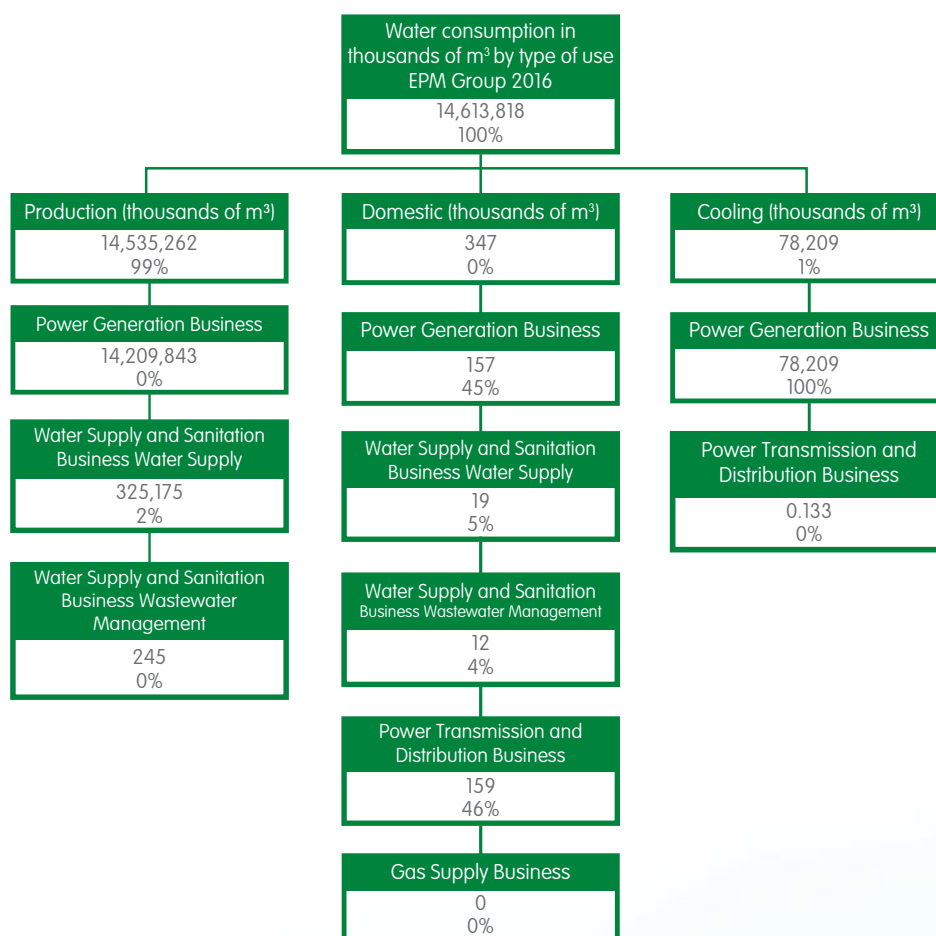 Water consumption in
thousands of m³ by type of use
EPM Group 2016
14,613,818
100%
Production (thousands of m³)
14,535,262
99%
Power Generation Business
14,209,843
0%
Water Supply and Sanitation
Business Water Supply
325,175
2%
Water Supply and Sanitation
Business Wastewater
Management
245
0%
Domestic (thousands of m³)
347
0%
Power Generation Business
157
45%
Water Supply and Sanitation
Business Water Supply
19
5%
Water Supply and Sanitation
Business Wastewater Management
12
4%
Power Transmission and
Distribution Business
159
46%
Gas Supply Business
0
0%
Cooling (thousands of m³)
78,209
1%
Power Generation Business
78,209
100%
Power Transmission and
Distribution Business
0.133
0%